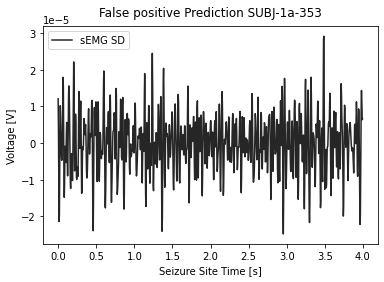 False positive Prediction SUBJ-1a-353
1e−5
sEMG SD
3
2
1
0
−1
−2
Voltage [V]
0.0 0.5 1.0 1.5 2.0 2.5 3.0 3.5 4.0
Seizure Site Time [s]